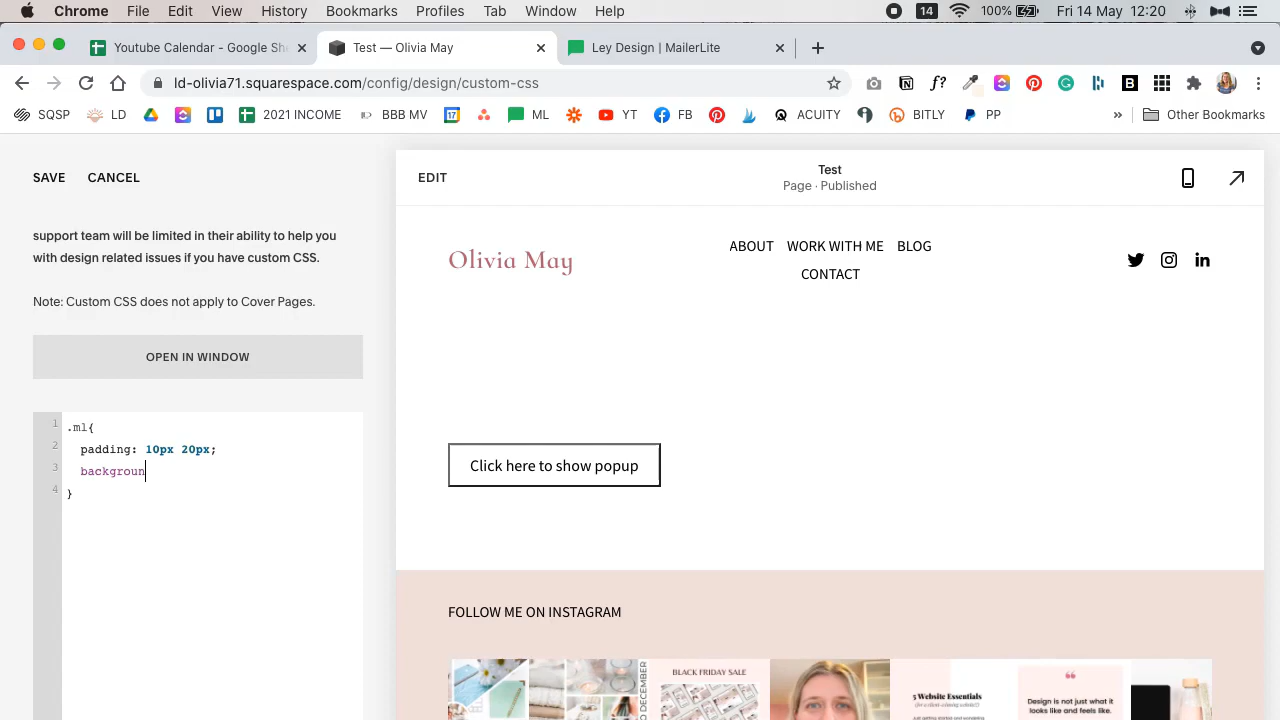 Chrome File Edit View History Bookmarks Profiles Tab Window Help 14 100% Fri 14 May 12:20
Youtube Calendar - Google She Test — Olivia May Ley Design | MailerLite
ld-olivia71.squarespace.com/config/design/custom-css
SQSP LD 2021 INCOME BBB MV 17 ML YT FB ACUITY BITLY PP » Other Bookmarks
SAVE CANCEL
support team will be limited in their ability to help you
with design related issues if you have custom CSS.
Note: Custom CSS does not apply to Cover Pages.
OPEN IN WINDOW
1 .ml{
2 padding: 10px 20px;
3 backgroun
4 }
EDIT
Test
Page · Published
Olivia May
ABOUT WORK WITH ME BLOG
CONTACT
Click here to show popup
FOLLOW ME ON INSTAGRAM
DECEMBER
BLACK FRIDAY SALE
5 Website Essentials
Design is not just what it
looks like and feels like.